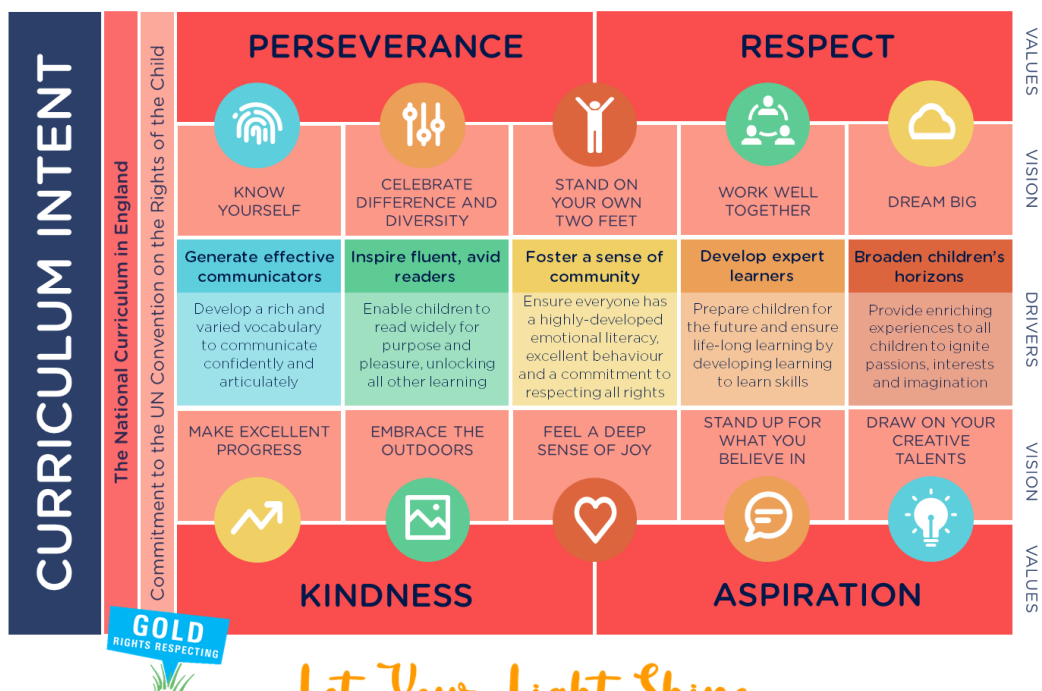 CURRICULUM INTENT
The National Curriculum in England
Commitment to the UN Convention on the Rights of the Child
PERSEVERANCE
RESPECT
VALUES
KNOW
YOURSELF
CELEBRATE
DIFFERENCE AND
DIVERSITY
STAND ON
YOUR OWN
TWO FEET
WORK WELL
TOGETHER
DREAM BIG
VISION
Generate effective
communicators
Develop a rich and
varied vocabulary
to communicate
confidently and
articulately
Inspire fluent, avid
readers
Enable children to
read widely for
purpose and
pleasure, unlocking
all other learning
Foster a sense of
community
Ensure everyone has
a highly-developed
emotional literacy,
excellent behaviour
and a commitment to
respecting all rights
Develop expert
learners
Prepare children for
the future and ensure
life-long learning by
developing learning
to learn skills
Broaden children's
horizons
Provide enriching
experiences to all
children to ignite
passions, interests
and imagination
DRIVERS
MAKE EXCELLENT
PROGRESS
EMBRACE THE
OUTDOORS
FEEL A DEEP
SENSE OF JOY
STAND UP FOR
WHAT YOU
BELIEVE IN
DRAW ON YOUR
CREATIVE
TALENTS
VISION
KINDNESS
ASPIRATION
VALUES
GOLD
RIGHTS RESPECTING
Let Your Light Shine